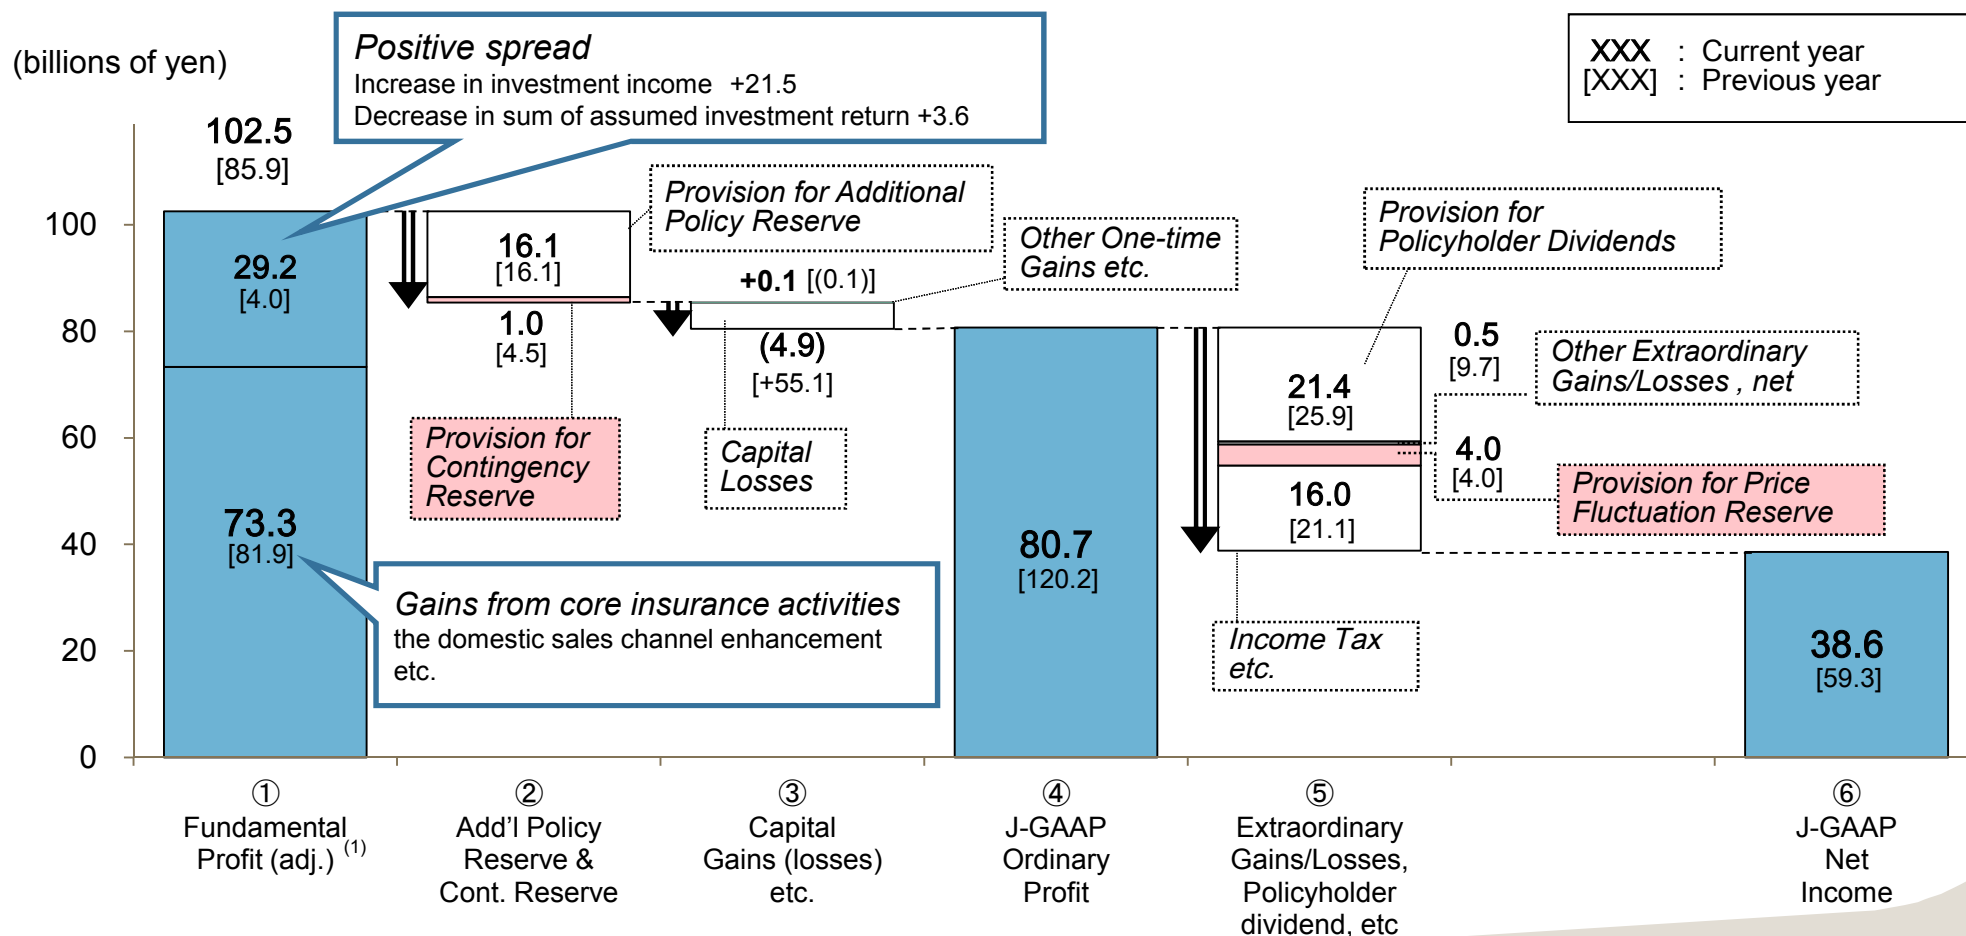 (billions of yen)
Positive spread
Increase in investment income +21.5
Decrease in sum of assumed investment return +3.6
XXX : Current year
[XXX] : Previous year
102.5
[85.9]
100
80
60
40
20
0
29.2
[4.0]
73.3
[81.9]
Gains from core insurance activities
the domestic sales channel enhancement
etc.
16.1
[16.1]
1.0
[4.5]
Provision for Additional
Policy Reserve
Provision for
Contingency
Reserve
+0.1 [(0.1)]
(4.9)
[+55.1]
Other One-time
Gains etc.
Capital
Losses
80.7
[120.2]
Provision for
Policyholder Dividends
21.4
[25.9]
16.0
[21.1]
0.5
[9.7]
Other Extraordinary
Gains/Losses , net
4.0
[4.0]
Provision for Price
Fluctuation Reserve
Income Tax
etc.
38.6
[59.3]
①
Fundamental
Profit (adj.) (1)
②
Add’l Policy
Reserve &
Cont. Reserve
③
Capital
Gains (losses)
etc.
④
J-GAAP
Ordinary
Profit
⑤
Extraordinary
Gains/Losses,
Policyholder
dividend, etc
⑥
J-GAAP
Net
Income